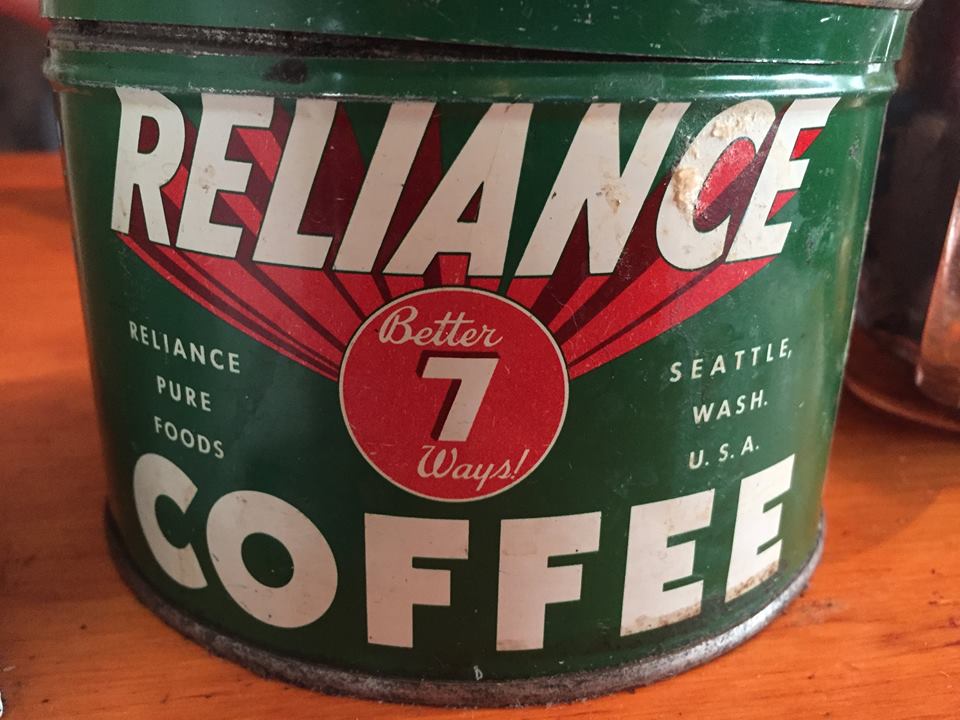 RELIANCE
Better
7
Ways!
RELIANCE
PURE
FOODS
SEATTLE,
WASH.
U.S.A.
COFFEE